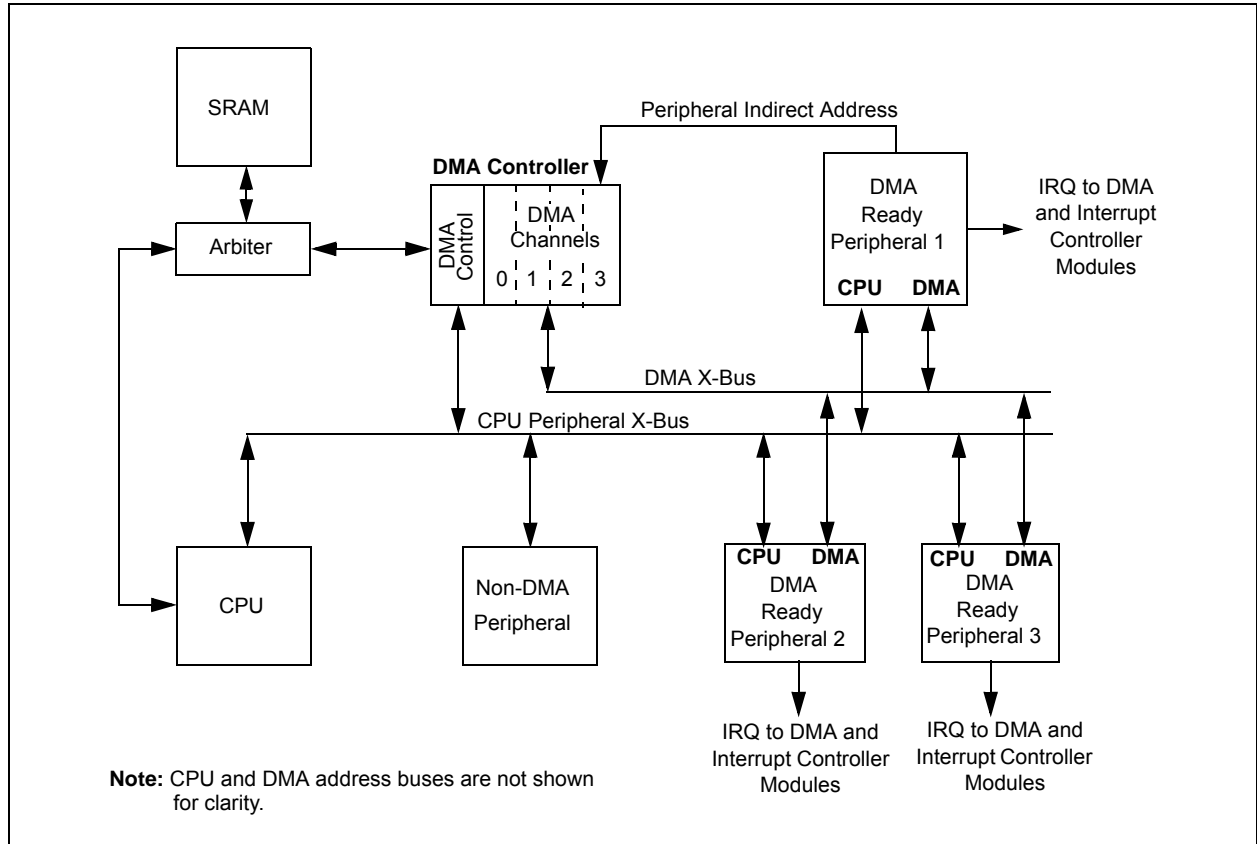 SRAM
Peripheral Indirect Address
DMA Controller
DMA
Ready
Peripheral 1
CPU DMA
IRQ to DMA
and Interrupt
Controller
Modules
Arbiter
DMA
Control
DMA
Channels
0 1 2 3
DMA X-Bus
CPU Peripheral X-Bus
CPU
Non-DMA
Peripheral
CPU DMA
DMA
Ready
Peripheral 2
CPU DMA
DMA
Ready
Peripheral 3
IRQ to DMA and
Interrupt Controller
Modules
IRQ to DMA and
Interrupt Controller
Modules
Note: CPU and DMA address buses are not shown
for clarity.